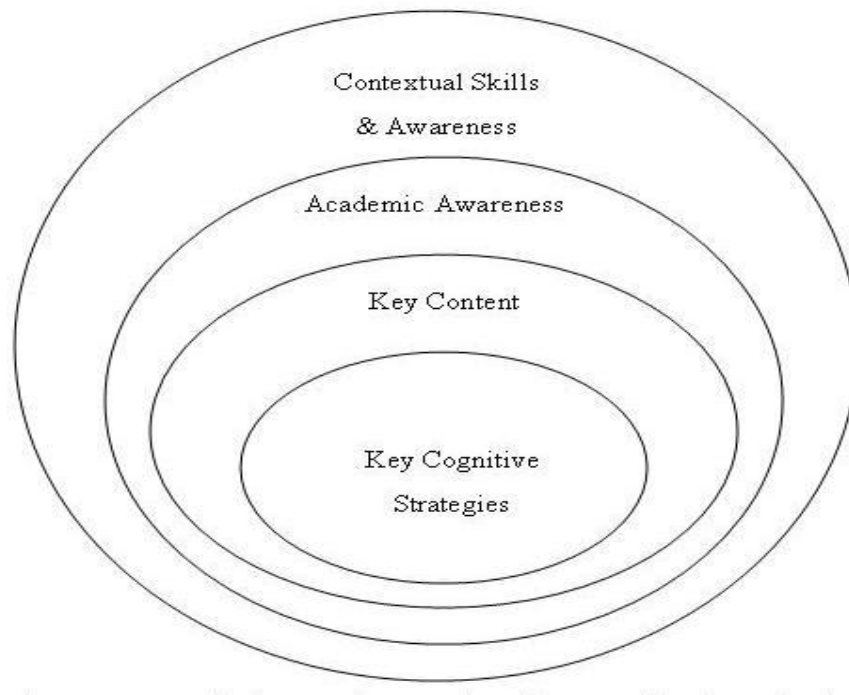 Contextual Skills
& Awareness
Academic Awareness
Key Content
Key Cognitive
Strategies